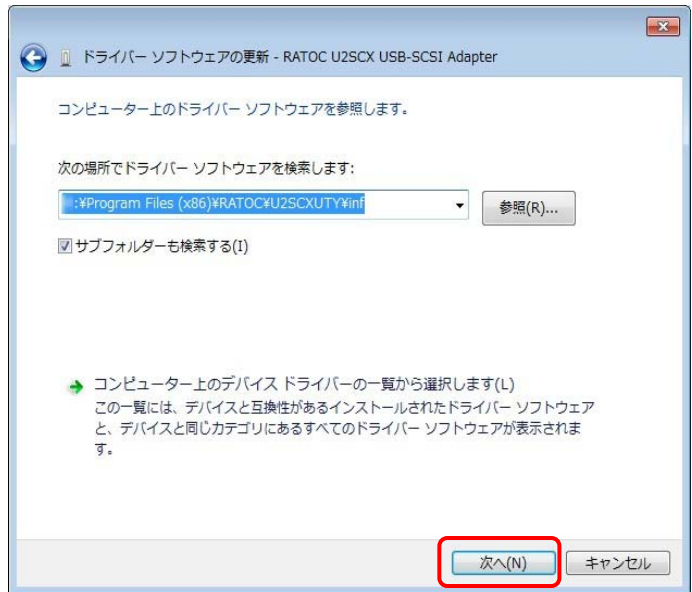 ドライバー ソフトウェアの更新 - RATOC U2SCX USB-SCSI Adapter
コンピューター上のドライバー ソフトウェアを参照します。
次の場所でドライバー ソフトウェアを検索します:
:¥Program Files (x86)¥RATOC¥U2SCXUTY¥inf
参照(R)...
サブフォルダーも検索する(I)
コンピューター上のデバイス ドライバーの一覧から選択します(L)
この一覧には、デバイスと互換性があるインストールされたドライバー ソフトウェア
と、デバイスと同じカテゴリにあるすべてのドライバー ソフトウェアが表示されま
す。
次へ(N)
キャンセル